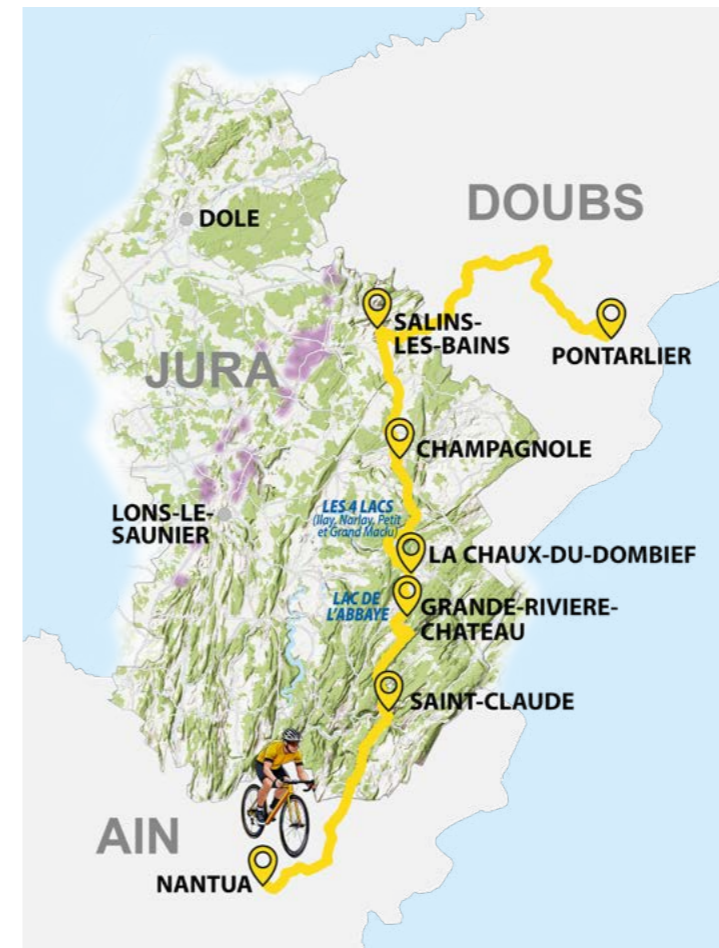 DOUBS
DOLE
SALINS-
LES-BAINS
PONTARLIER
JURA
CHAMPAGNOLE
LES 4 LACS
(Ilay, Narlay, Petit
et Grand Maclu)
LONS-LE-
SAUNIER
LA CHAUX-DU-DOMBIEF
LAC DE
L'ABBAYE
GRANDE-RIVIERE-
CHATEAU
SAINT-CLAUDE
AIN
NANTUA